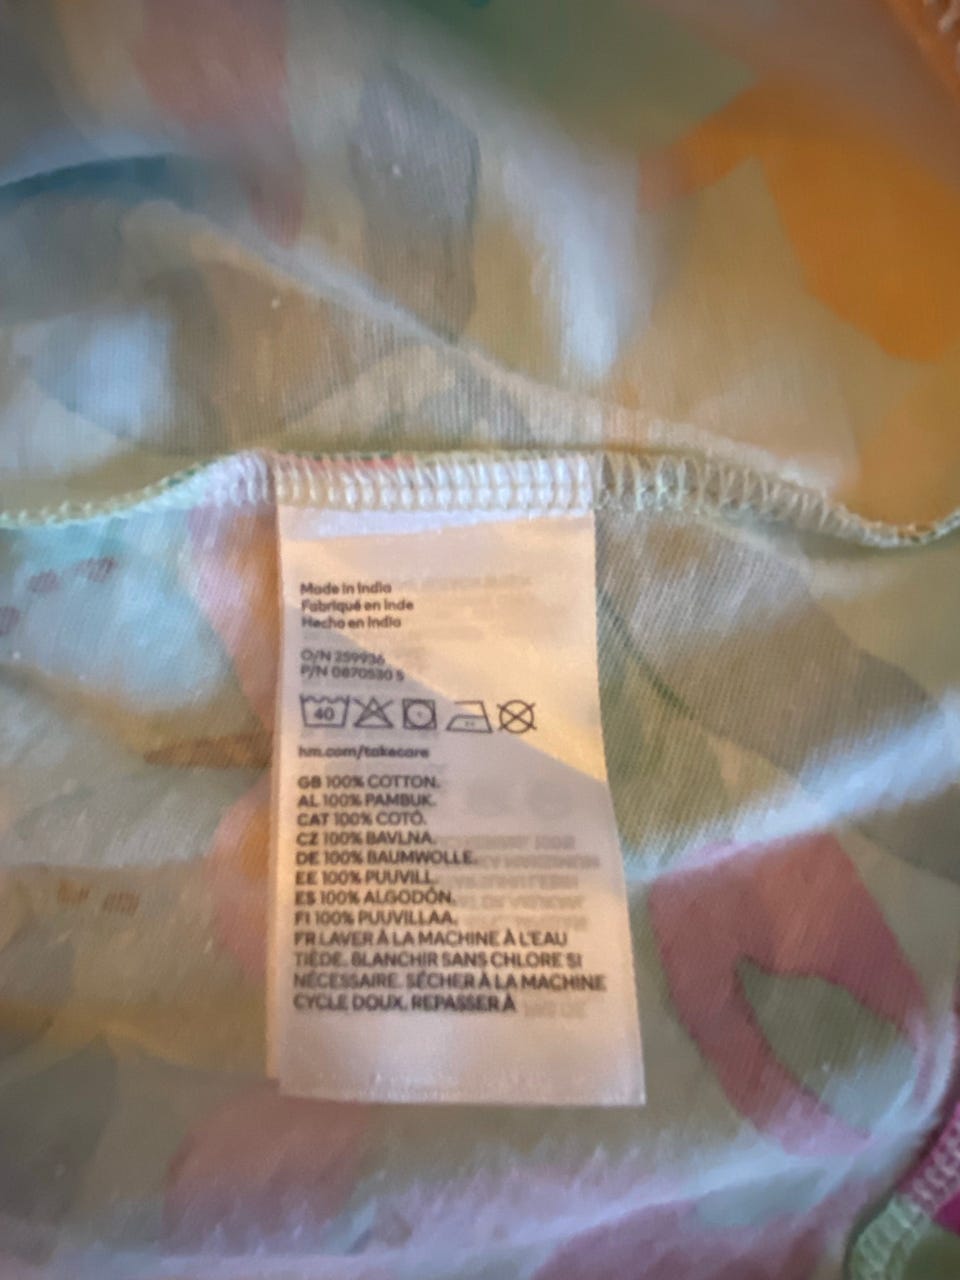 Made in India
Fabriqué en Inde
Hecho en India
O/N 259936
P/N 0870530 5
40
hm.com/takecare
GB 100% COTTON.
AL 100% PAMBUK.
CAT 100% COTÓ.
CZ 100% BAVLNA.
DE 100% BAUMWOLLE.
EE 100% PUUVILL.
ES 100% ALGODÓN.
FI 100% PUUVILLAA.
FR LAVER À LA MACHINE À L'EAU
TIÈDE. BLANCHIR SANS CHLORE SI
NÉCESSAIRE. SÉCHER À LA MACHINE
CYCLE DOUX. REPASSER À